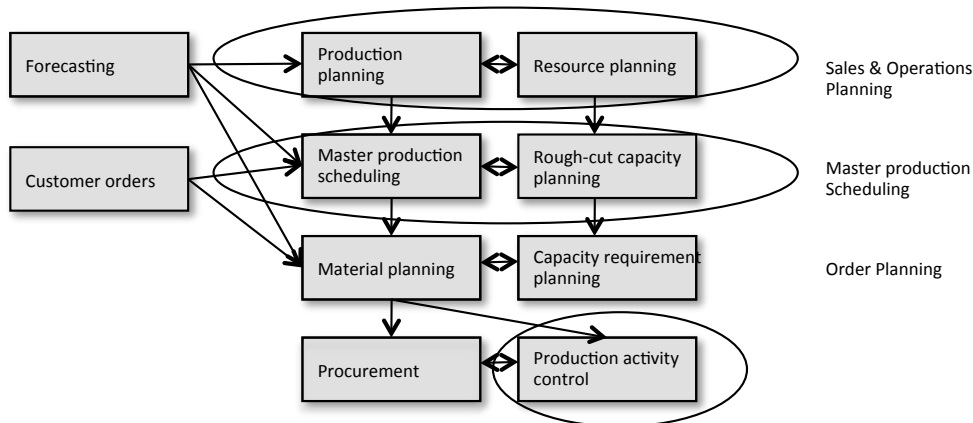 Forecasting
Production
planning
Resource planning
Sales & Operations
Planning
Customer orders
Master production
scheduling
Rough-cut capacity
planning
Master production
Scheduling
Material planning
Capacity requirement
planning
Order Planning
Procurement
Production activity
control